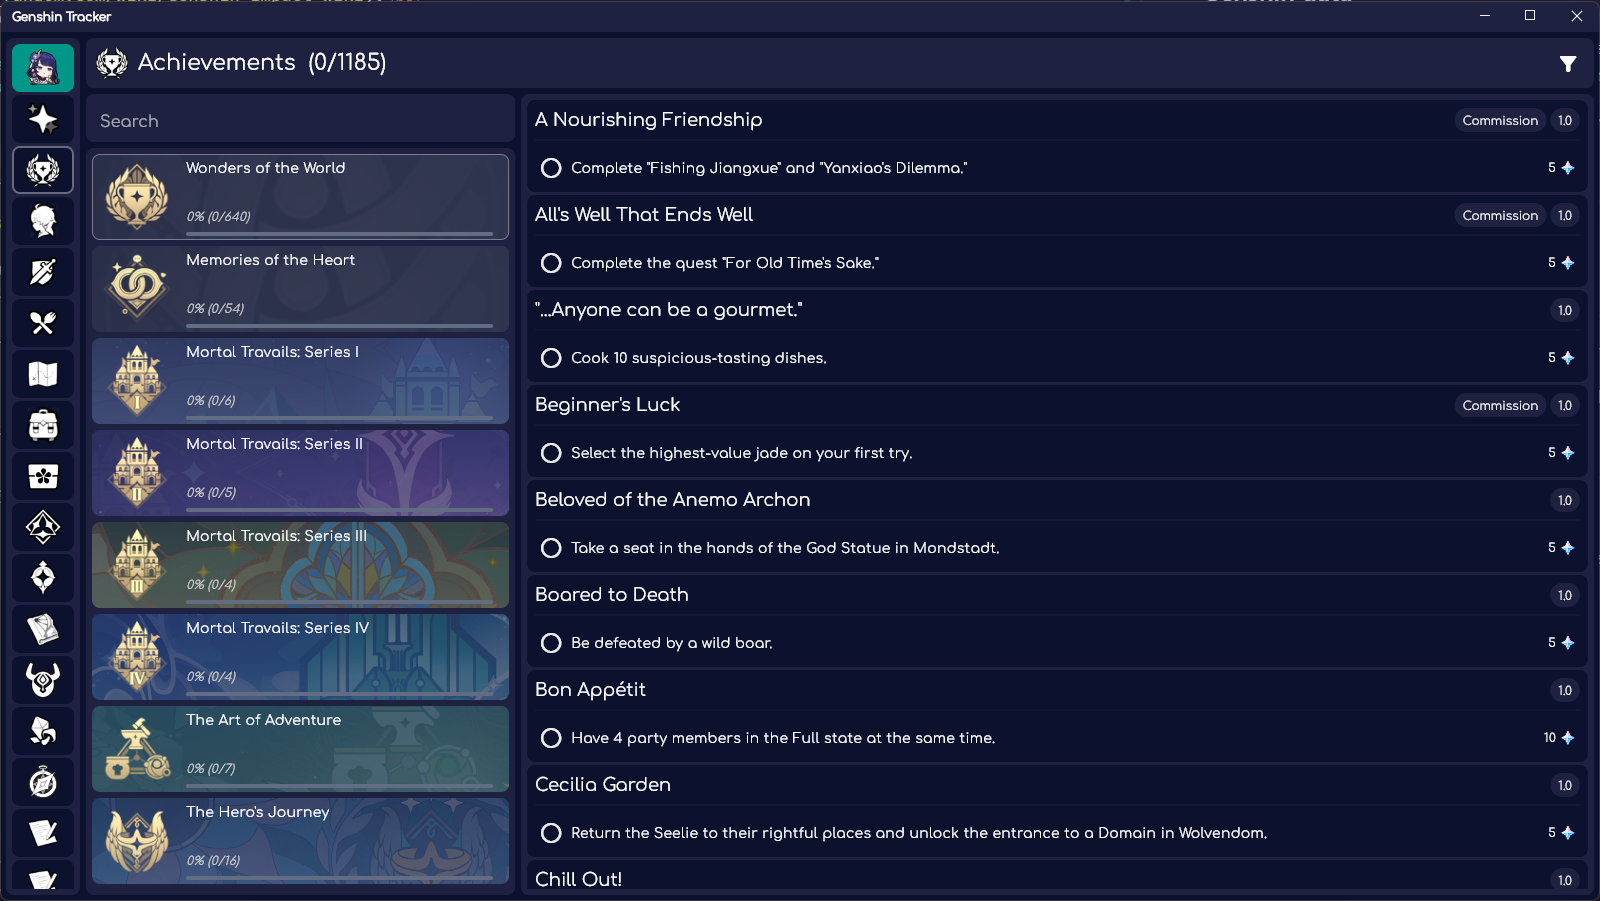 Genshin Tracker
Achievements (0/1185)
Search
Wonders of the World
0% (0/640)
Memories of the Heart
0% (0/54)
Mortal Travails: Series I
I
0% (0/6)
Mortal Travails: Series II
II
0% (0/5)
Mortal Travails: Series III
III
0% (0/4)
Mortal Travails: Series IV
IV
0% (0/4)
The Art of Adventure
0% (0/7)
The Hero's Journey
0% (0/16)
A Nourishing Friendship Commission 1.0
Complete "Fishing Jiangxue" and "Yanxiao's Dilemma." 5
All's Well That Ends Well Commission 1.0
Complete the quest "For Old Time's Sake." 5
"...Anyone can be a gourmet." 1.0
Cook 10 suspicious-tasting dishes. 5
Beginner's Luck Commission 1.0
Select the highest-value jade on your first try. 5
Beloved of the Anemo Archon 1.0
Take a seat in the hands of the God Statue in Mondstadt. 5
Boared to Death 1.0
Be defeated by a wild boar. 5
Bon Appétit 1.0
Have 4 party members in the Full state at the same time. 10
Cecilia Garden 1.0
Return the Seelie to their rightful places and unlock the entrance to a Domain in Wolvendom. 5
Chill Out! 1.0